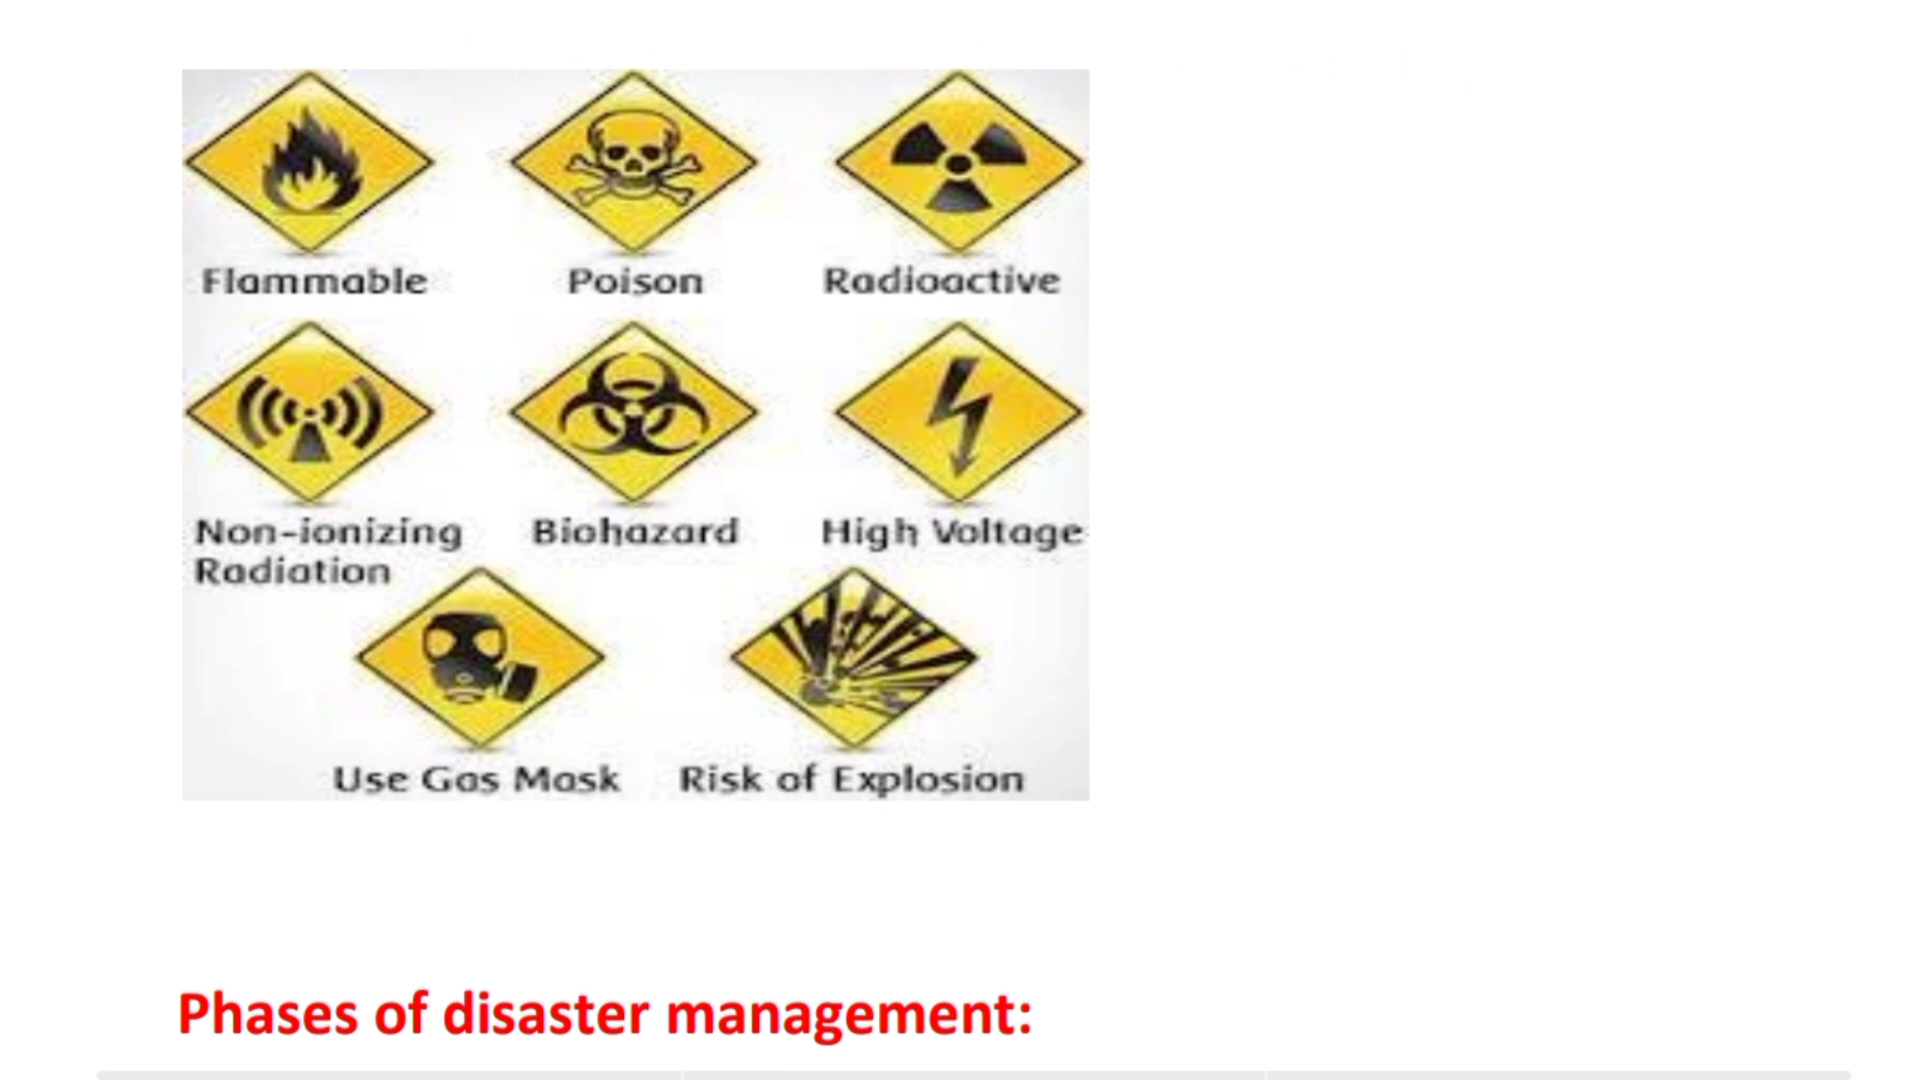 Flammable
Poison
Radioactive
Non-ionizing
Radiation
Biohazard
High Voltage
Use Gas Mask
Risk of Explosion
Phases of disaster management: